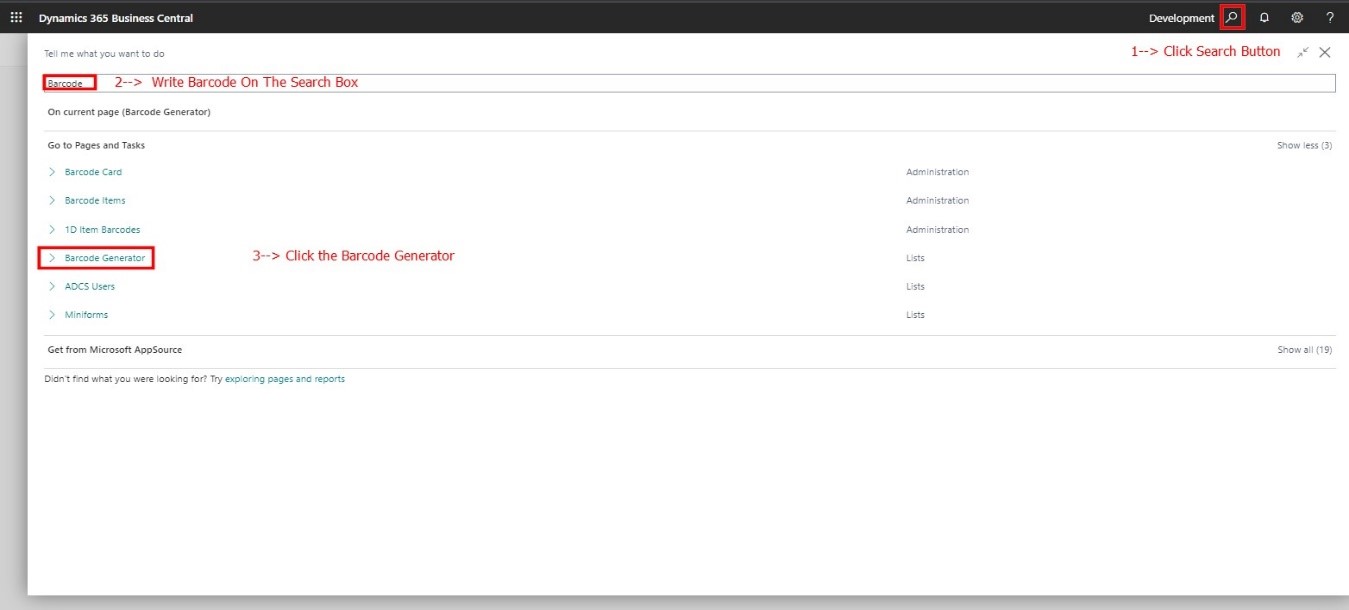 Dynamics 365 Business Central Development ?
Tell me what you want to do 1--> Click Search Button
Barcode 2--> Write Barcode On The Search Box
On current page (Barcode Generator)
Go to Pages and Tasks Show less (3)
Barcode Card Administration
Barcode Items Administration
1D Item Barcodes Administration
Barcode Generator 3--> Click the Barcode Generator Lists
ADCS Users Lists
Miniforms Lists
Get from Microsoft AppSource Show all (19)
Didn't find what you were looking for? Try exploring pages and reports